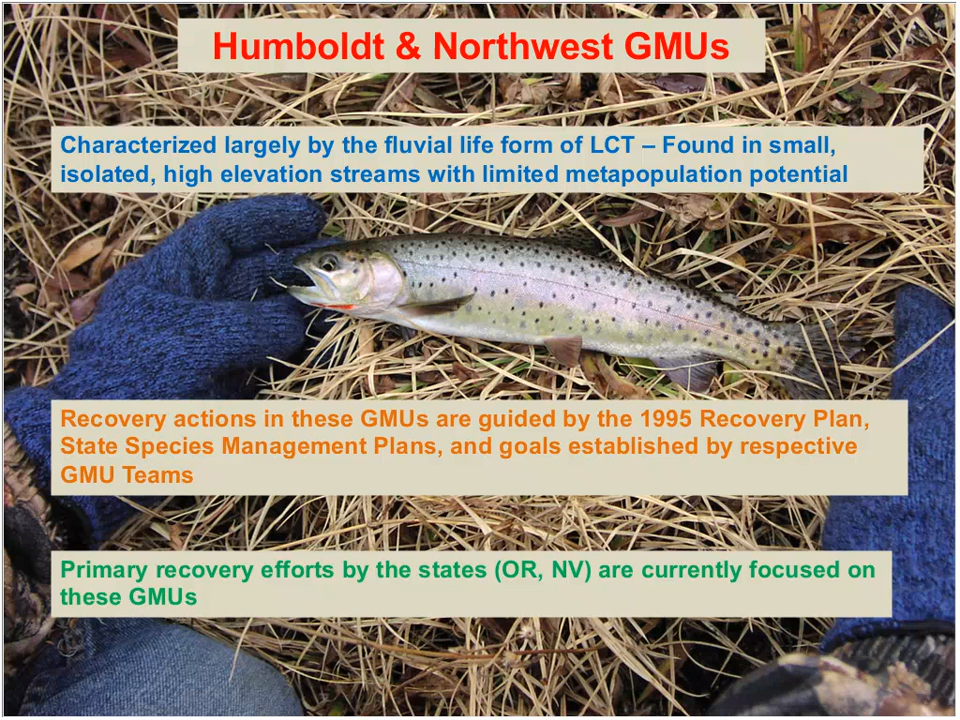 Humboldt & Northwest GMUs
Characterized largely by the fluvial life form of LCT – Found in small,
isolated, high elevation streams with limited metapopulation potential
Recovery actions in these GMUs are guided by the 1995 Recovery Plan,
State Species Management Plans, and goals established by respective
GMU Teams
Primary recovery efforts by the states (OR, NV) are currently focused on
these GMUs